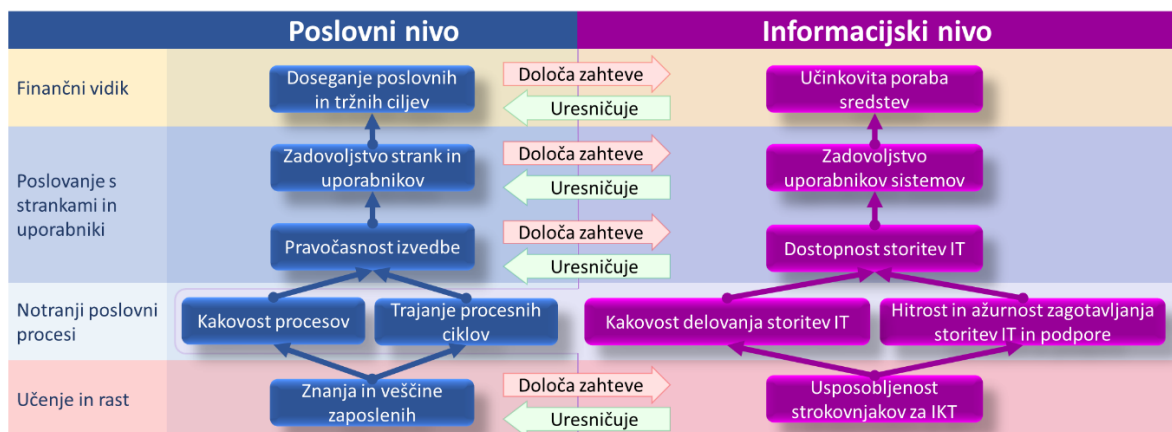 Poslovni nivo
Informacijski nivo
Finančni vidik
Doseganje poslovnih
in tržnih ciljev
Določa zahteve
Uresničuje
Učinkovita poraba
sredstev
Poslovanje s
strankami in
uporabniki
Zadovoljstvo strank in
uporabnikov
Določa zahteve
Uresničuje
Zadovoljstvo
uporabnikov sistemov
Pravočasnost izvedbe
Določa zahteve
Uresničuje
Dostopnost storitev IT
Notranji poslovni
procesi
Kakovost procesov
Trajanje procesnih
ciklov
Kakovost delovanja storitev IT
Hitrost in ažurnost zagotavljanja
storitev IT in podpore
Učenje in rast
Znanja in veščine
zaposlenih
Določa zahteve
Uresničuje
Usposobljenost
strokovnjakov za IKT